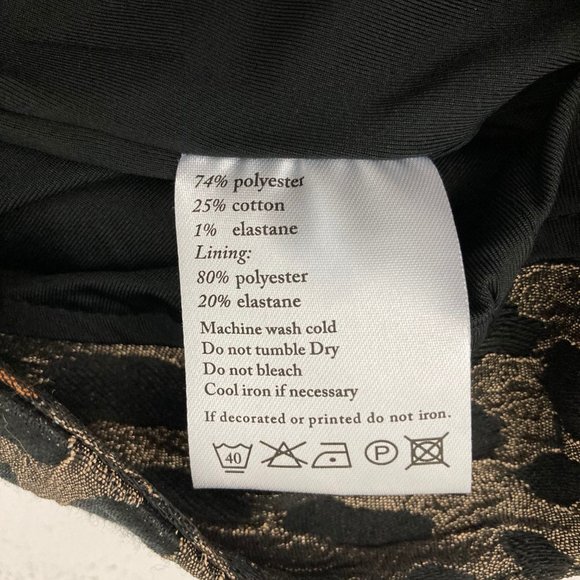 74% polyester
25% cotton
1% elastane
Lining:
80% polyester
20% elastane
Machine wash cold
Do not tumble Dry
Do not bleach
Cool iron if necessary
If decorated or printed do not iron.
40 P